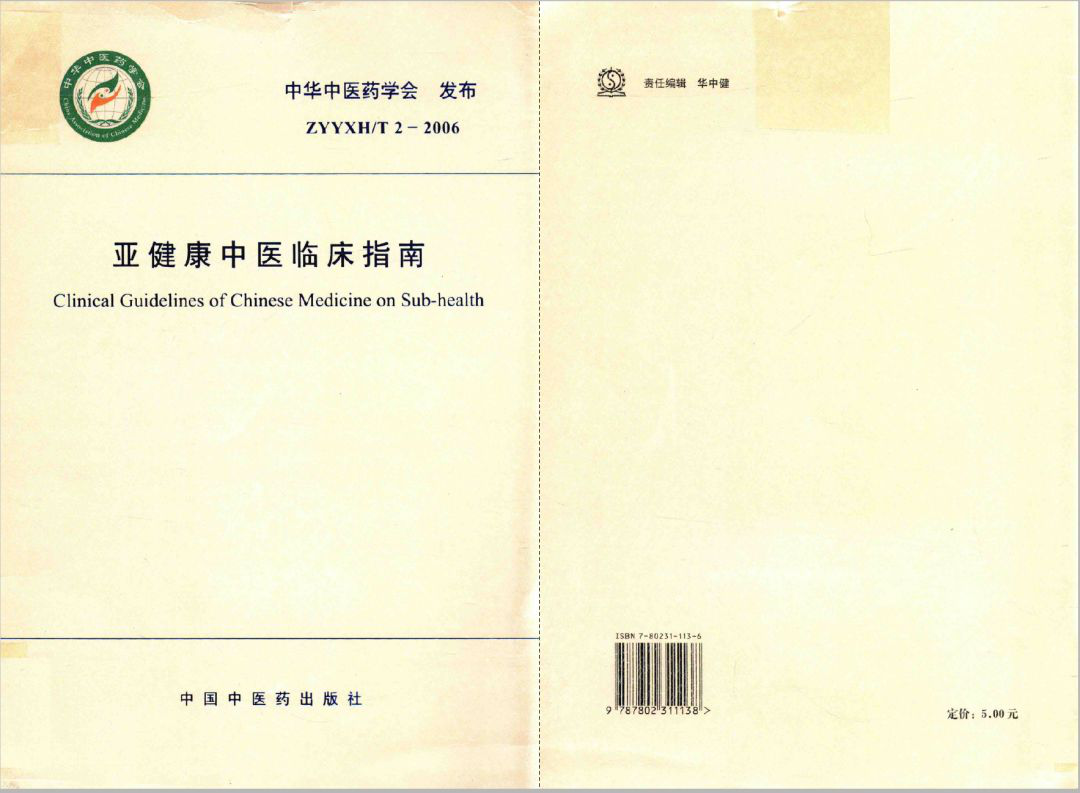 中华中医药学会
China Association of Chinese Medicine
中华中医药学会 发布
ZYYXH/T 2－2006
亚健康中医临床指南
Clinical Guidelines of Chinese Medicine on Sub-health
中国中医药出版社
责任编辑 华中健
ISBN 7-80231-113-6
9 787802 311138 >
定价：5.00元